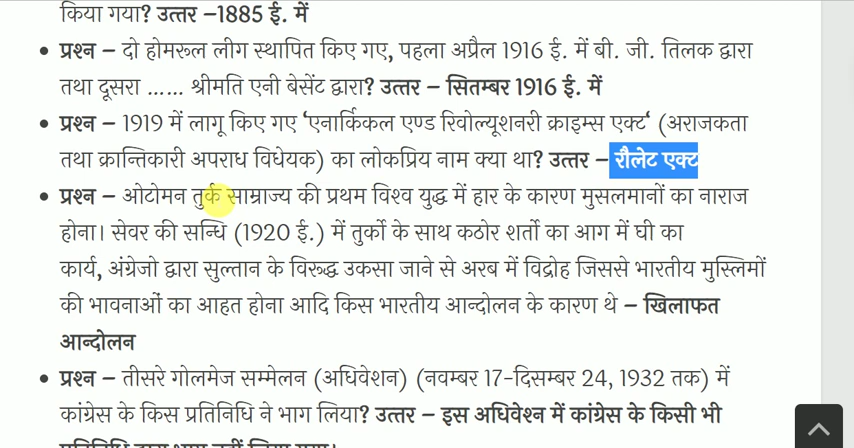 किया गया? उत्तर –1885 ई. में
• प्रश्न – दो होमरूल लीग स्थापित किए गए, पहला अप्रैल 1916 ई. में बी. जी. तिलक द्वारा
तथा दूसरा …… श्रीमति एनी बेसेंट द्वारा? उत्तर – सितम्बर 1916 ई. में
• प्रश्न – 1919 में लागू किए गए ‘एनार्किकल एण्ड रिवोल्यूशनरी क्राइम्स एक्ट‘ (अराजकता
तथा क्रान्तिकारी अपराध विधेयक) का लोकप्रिय नाम क्या था? उत्तर – रौलेट एक्ट
• प्रश्न – ओटोमन तुर्क साम्राज्य की प्रथम विश्व युद्ध में हार के कारण मुसलमानों का नाराज
होना। सेवर की सन्धि (1920 ई.) में तुर्को के साथ कठोर शर्तो का आग में घी का
कार्य, अंग्रेजो द्वारा सुल्तान के विरूद्ध उकसा जाने से अरब में विद्रोह जिससे भारतीय मुस्लिमों
की भावनाओं का आहत होना आदि किस भारतीय आन्दोलन के कारण थे – खिलाफत
आन्दोलन
• प्रश्न – तीसरे गोलमेज सम्मेलन (अधिवेशन) (नवम्बर 17-दिसम्बर 24, 1932 तक) में
कांग्रेस के किस प्रतिनिधि ने भाग लिया? उत्तर – इस अधिवेश्न में कांग्रेस के किसी भी